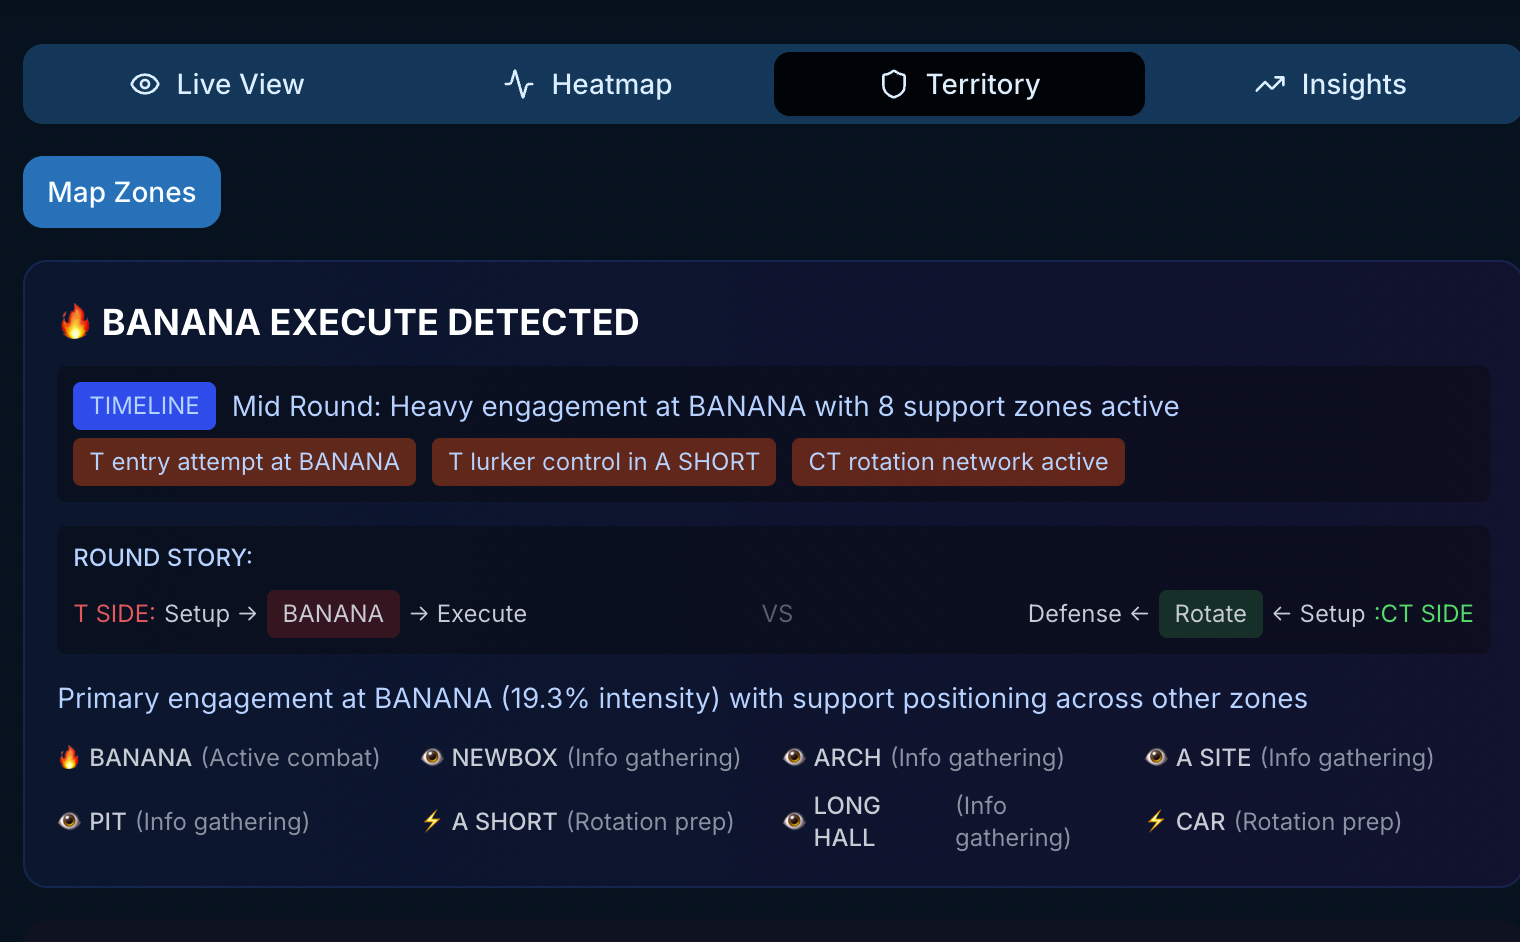 Live View Heatmap Territory Insights
Map Zones
🔥 BANANA EXECUTE DETECTED
TIMELINE Mid Round: Heavy engagement at BANANA with 8 support zones active
T entry attempt at BANANA T lurker control in A SHORT CT rotation network active
ROUND STORY:
T SIDE: Setup → BANANA → Execute VS Defense ← Rotate ← Setup :CT SIDE
Primary engagement at BANANA (19.3% intensity) with support positioning across other zones
🔥 BANANA (Active combat) 👁️ NEWBOX (Info gathering) 👁️ ARCH (Info gathering) 👁️ A SITE (Info gathering)
👁️ PIT (Info gathering) ⚡ A SHORT (Rotation prep) 👁️ LONG HALL (Info gathering) ⚡ CAR (Rotation prep)